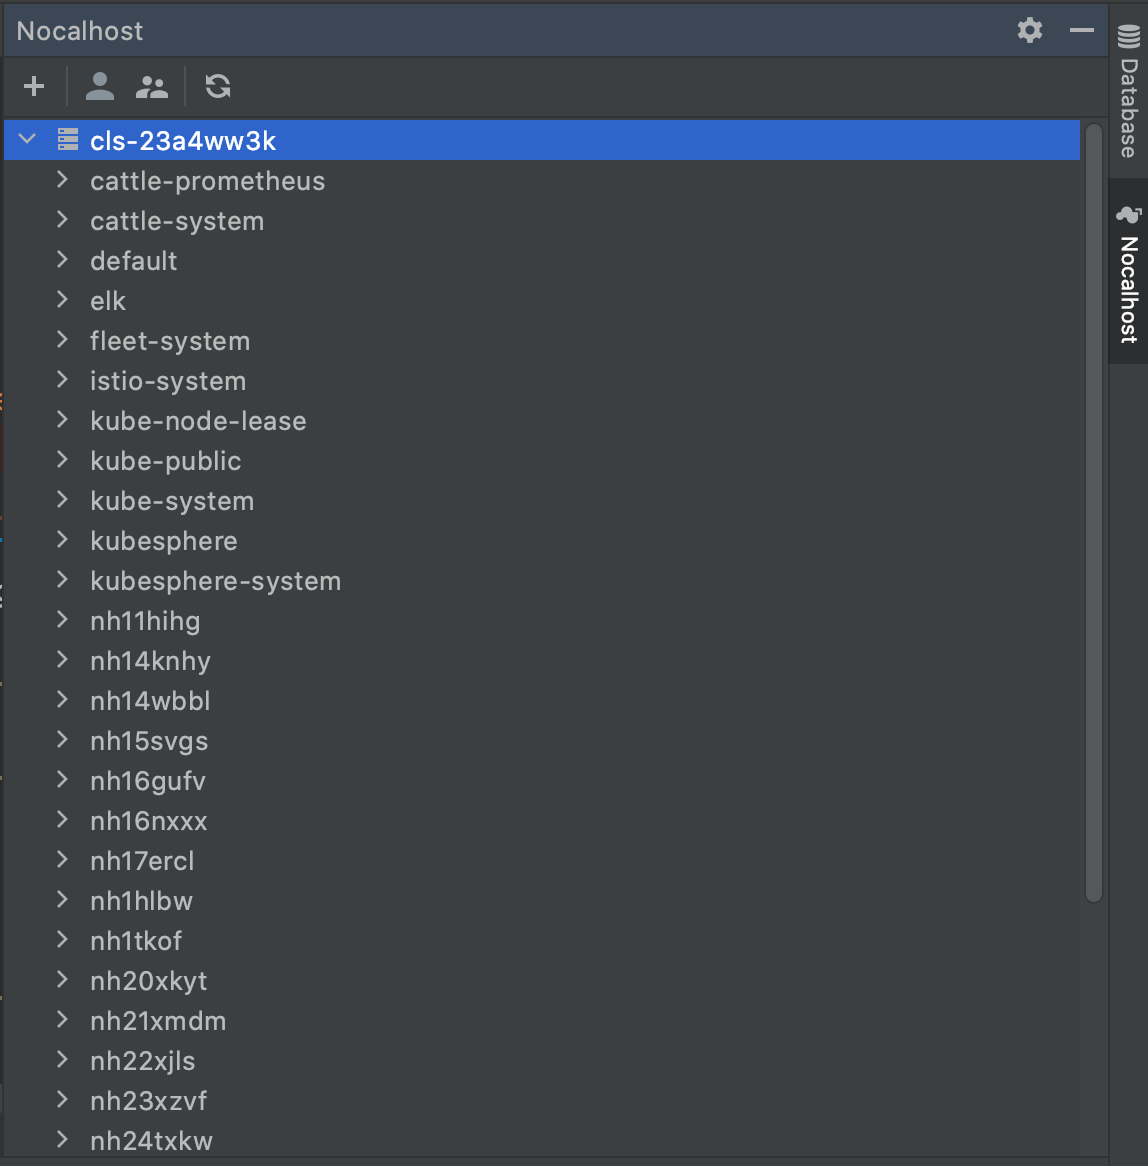 Nocalhost
cls-23a4ww3k
cattle-prometheus
cattle-system
default
elk
fleet-system
istio-system
kube-node-lease
kube-public
kube-system
kubesphere
kubesphere-system
nh11hihg
nh14knhy
nh14wbbl
nh15svgs
nh16gufv
nh16nxxx
nh17ercl
nh1hlbw
nh1tkof
nh20xkyt
nh21xmdm
nh22xjls
nh23xzvf
nh24txkw
Database
Nocalhost